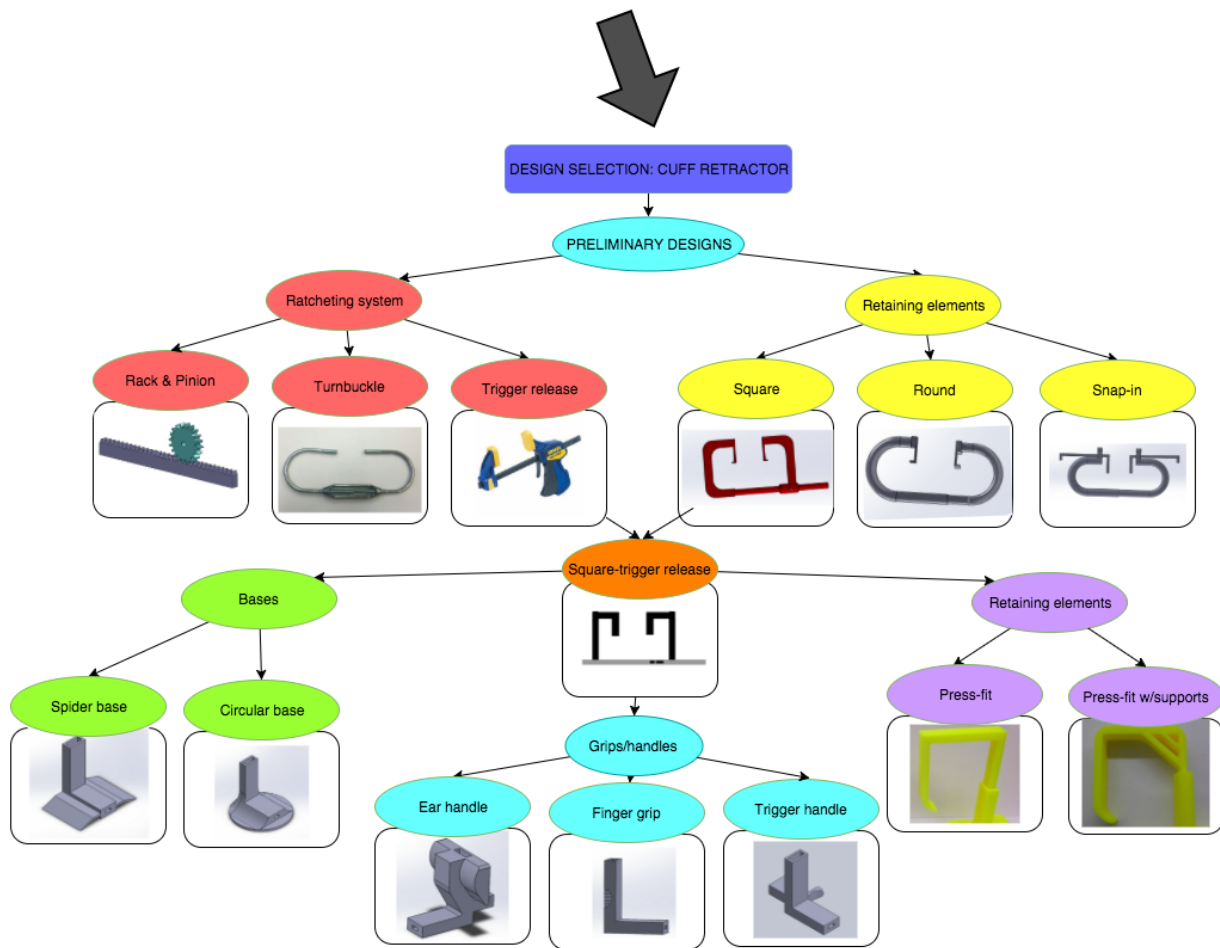 DESIGN SELECTION: CUFF RETRACTOR
PRELIMINARY DESIGNS
Ratcheting system
Retaining elements
Rack & Pinion
Turnbuckle
Trigger release
Square
Round
Snap-in
Square-trigger release
Bases
Retaining elements
Spider base
Circular base
Press-fit
Press-fit w/supports
Grips/handles
Ear handle
Finger grip
Trigger handle